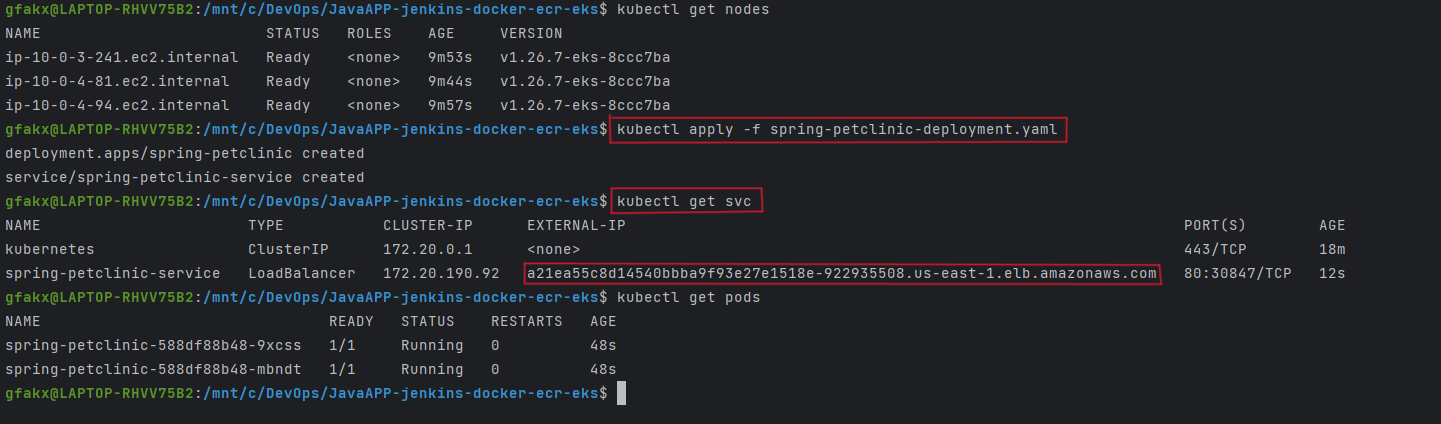 gfakx@LAPTOP-RHVV75B2:/mnt/c/DevOps/JavaAPP-jenkins-docker-ecr-eks$ kubectl get nodes
NAME STATUS ROLES AGE VERSION
ip-10-0-3-241.ec2.internal Ready <none> 9m53s v1.26.7-eks-8ccc7ba
ip-10-0-4-81.ec2.internal Ready <none> 9m44s v1.26.7-eks-8ccc7ba
ip-10-0-4-94.ec2.internal Ready <none> 9m57s v1.26.7-eks-8ccc7ba
gfakx@LAPTOP-RHVV75B2:/mnt/c/DevOps/JavaAPP-jenkins-docker-ecr-eks$ kubectl apply -f spring-petclinic-deployment.yaml
deployment.apps/spring-petclinic created
service/spring-petclinic-service created
gfakx@LAPTOP-RHVV75B2:/mnt/c/DevOps/JavaAPP-jenkins-docker-ecr-eks$ kubectl get svc
NAME TYPE CLUSTER-IP EXTERNAL-IP PORT(S) AGE
kubernetes ClusterIP 172.20.0.1 <none> 443/TCP 18m
spring-petclinic-service LoadBalancer 172.20.190.92 a21ea55c8d14540bbba9f93e27e1518e-922935508.us-east-1.elb.amazonaws.com 80:30847/TCP 12s
gfakx@LAPTOP-RHVV75B2:/mnt/c/DevOps/JavaAPP-jenkins-docker-ecr-eks$ kubectl get pods
NAME READY STATUS RESTARTS AGE
spring-petclinic-588df88b48-9xcss 1/1 Running 0 48s
spring-petclinic-588df88b48-mbndt 1/1 Running 0 48s
gfakx@LAPTOP-RHVV75B2:/mnt/c/DevOps/JavaAPP-jenkins-docker-ecr-eks$